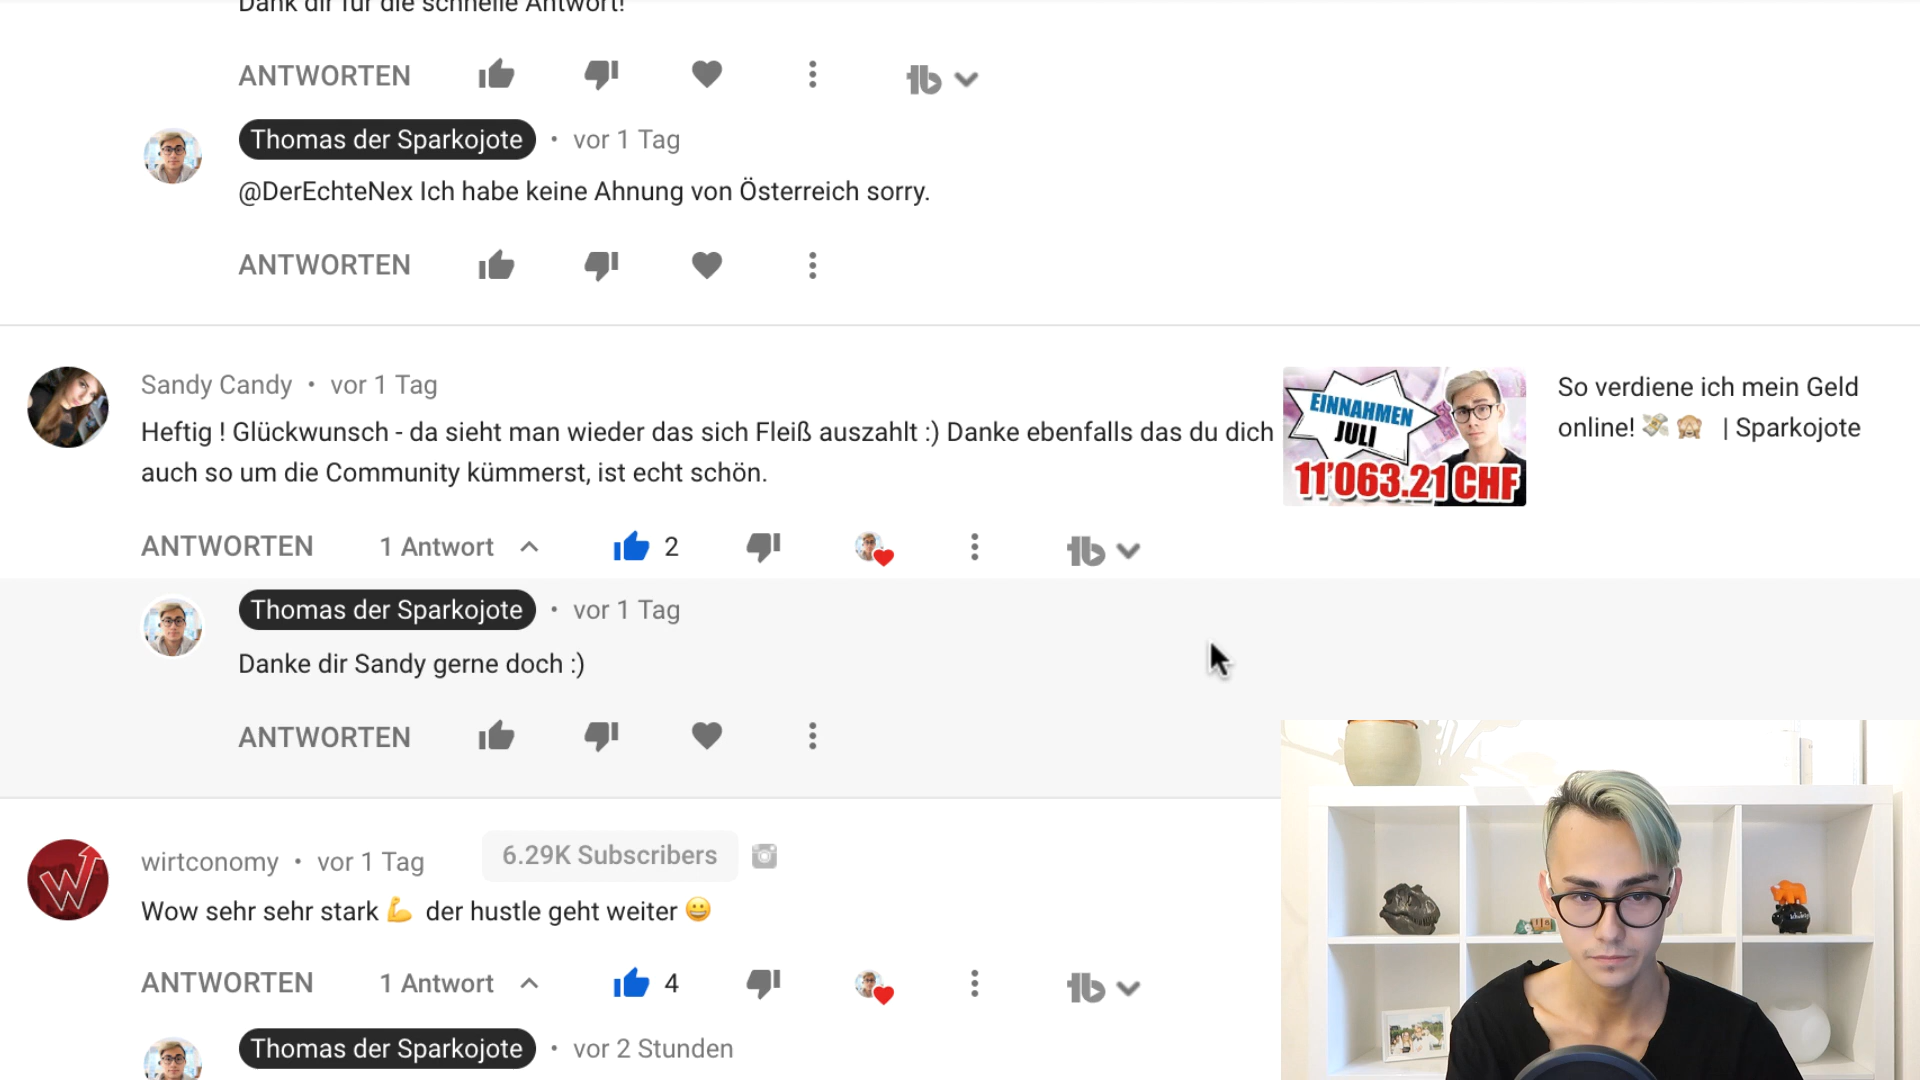 Dank dir für die schnelle Antwort!
ANTWORTEN
Thomas der Sparkojote • vor 1 Tag
@DerEchteNex Ich habe keine Ahnung von Österreich sorry.
ANTWORTEN
Sandy Candy • vor 1 Tag
Heftig ! Glückwunsch - da sieht man wieder das sich Fleiß auszahlt :) Danke ebenfalls das du dich
auch so um die Community kümmerst, ist echt schön.
EINNAHMEN
JULI
11'063.21 CHF
So verdiene ich mein Geld
online! 💸🙈 | Sparkojote
ANTWORTEN 1 Antwort 2
Thomas der Sparkojote • vor 1 Tag
Danke dir Sandy gerne doch :)
ANTWORTEN
wirtconomy • vor 1 Tag 6.29K Subscribers
Wow sehr sehr stark 💪 der hustle geht weiter 😀
ANTWORTEN 1 Antwort 4
Thomas der Sparkojote • vor 2 Stunden